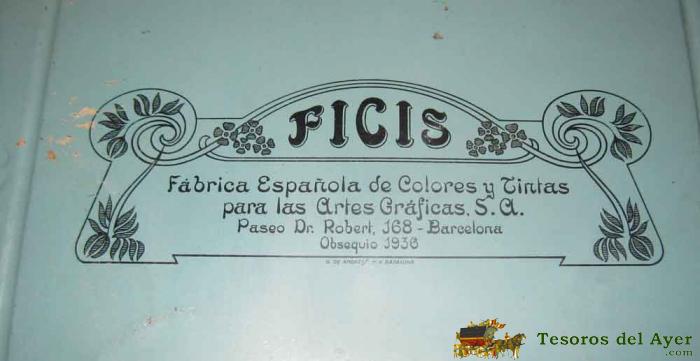 FICIS
Fábrica Española de Colores y Tintas
para las Artes Gráficas, S.A.
Paseo Dr. Robert, 168 - Barcelona
Obsequio 1936
Tesoros del Ayer
.com